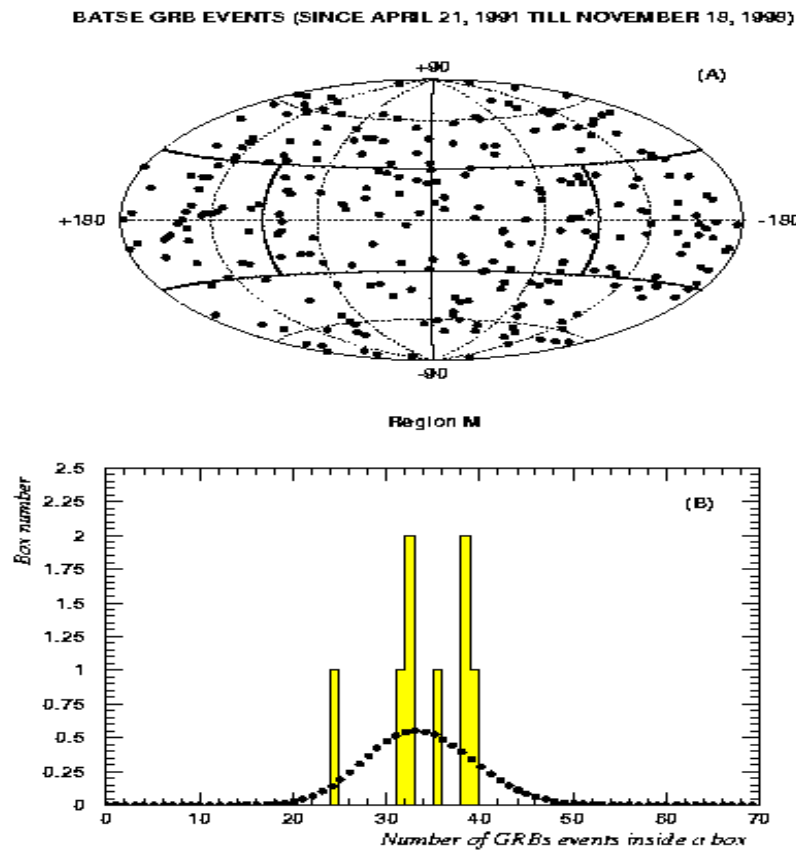 BATSE GRB EVENTS (SINCE APRIL 21, 1991 TILL NOVEMBER 18, 1998)
+90
(A)
+180
-180
-90
Region M
Box number
2.5
2.25
2
1.75
1.5
1.25
1
0.75
0.5
0.25
0
(B)
0 10 20 30 40 50 60 70
Number of GRBs events inside a box